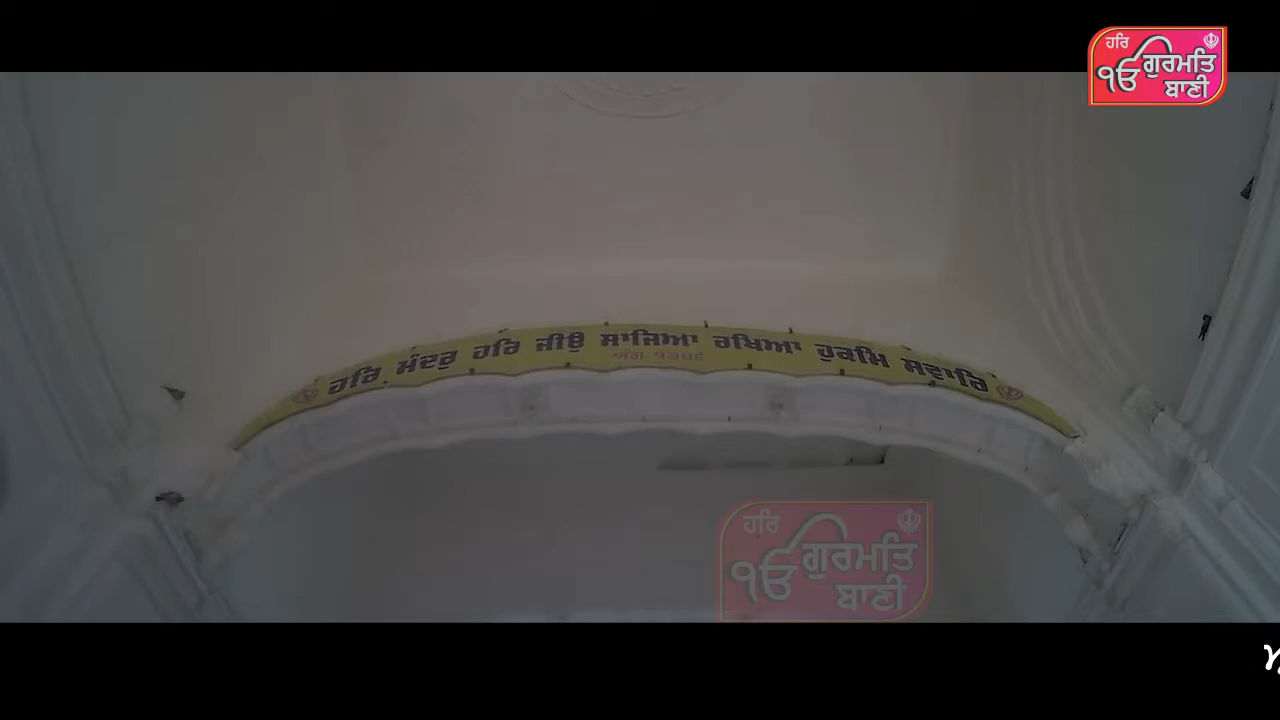 ਹਰਿ
ੴ ਗੁਰਮਤਿ
ਬਾਣੀ
ਹਰਿ ਮੰਦਰੁ ਹਰਿ ਜੀਉ ਸਾਜਿਆ ਰਖਿਆ ਹੁਕਮਿ ਸਵਾਰਿ
ਅੰਗ
ਹਰਿ
ੴ ਗੁਰਮਤਿ
ਬਾਣੀ